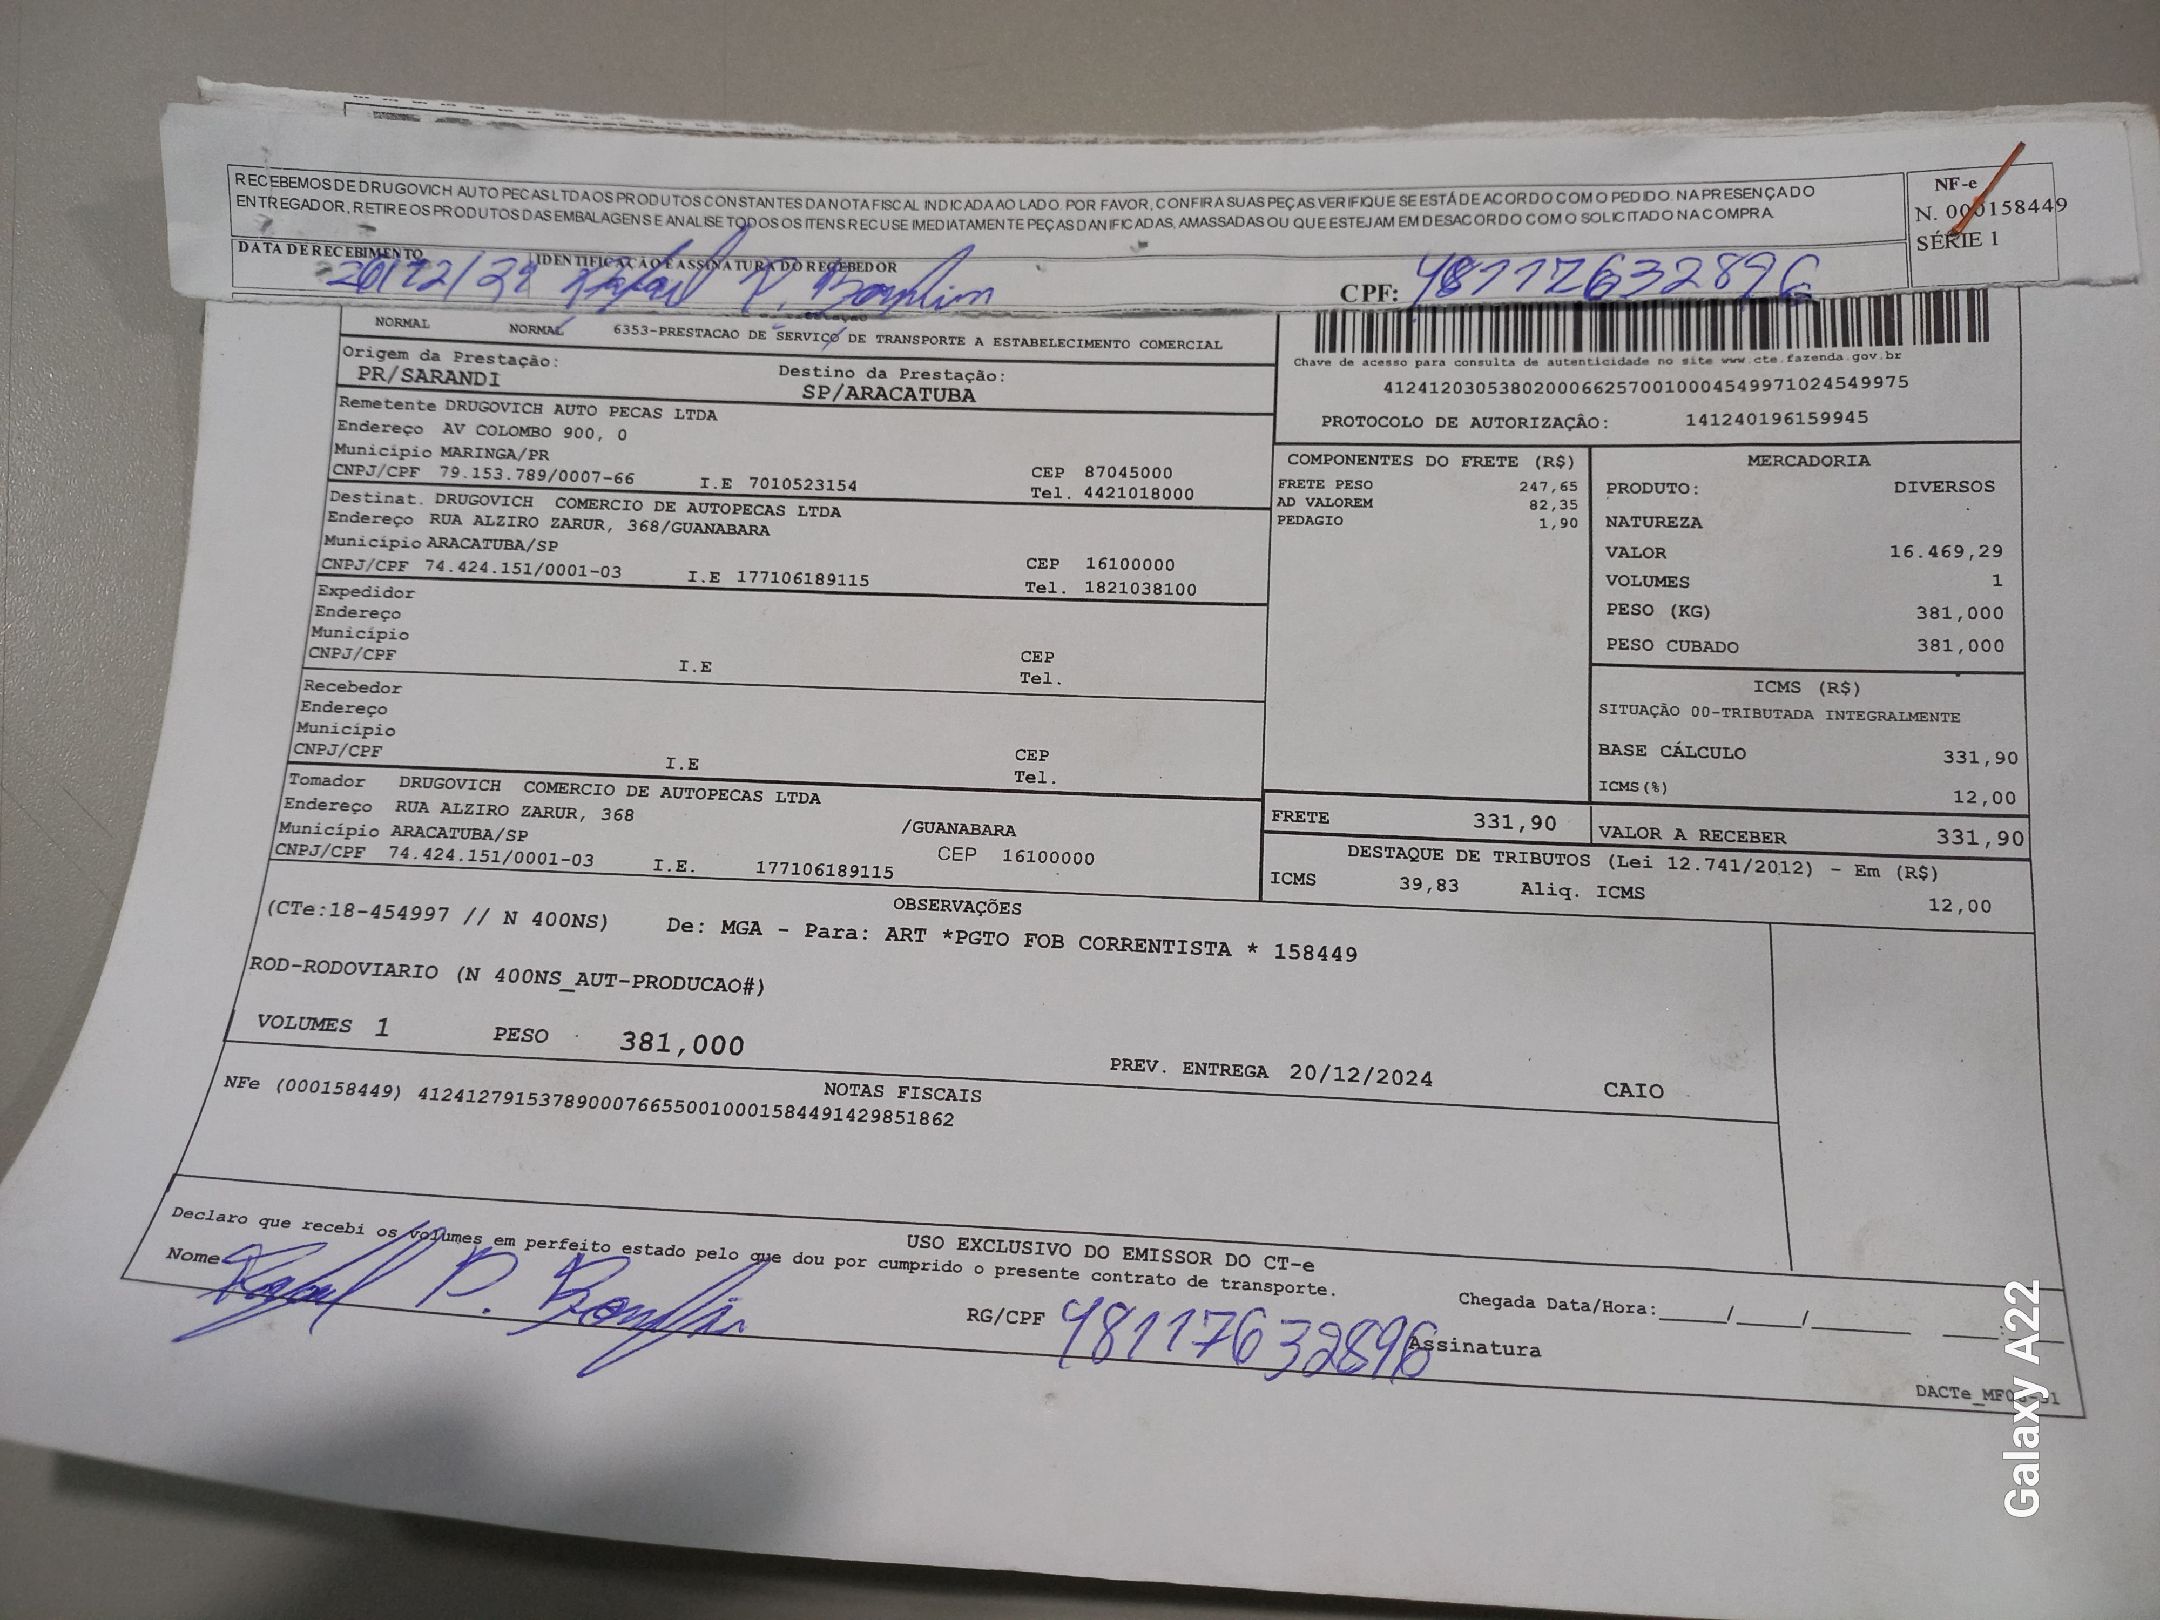 RECEBEMOS DE DRUGOVICH AUTO PECAS LTDA OS PRODUTOS CONSTANTES DA NOTA FISCAL INDICADA AO LADO. POR FAVOR, CONFIRA SUAS PEÇAS VERIFIQUE SE ESTÁ DE ACORDO COM O PEDIDO. NA PRESENÇA DO
ENTREGADOR, RETIRE OS PRODUTOS DAS EMBALAGENS E ANALISE TODOS OS ITENS RECUSE IMEDIATAMENTE PEÇAS DANIFICADAS, AMASSADAS OU QUE ESTEJAM EM DESACORDO COM O SOLICITADO NA COMPRA
NF-e
N. 000158449
SÉRIE 1
DATA DE RECEBIMENTO IDENTIFICAÇÃO E ASSINATURA DO RECEBEDOR
20/12/24 Rafael P. Bomfim CPF: 48117632896
NORMAL NORMAL 6353-PRESTACAO DE SERVIÇO DE TRANSPORTE A ESTABELECIMENTO COMERCIAL
Chave de acesso para consulta de autenticidade no site www.cte.fazenda.gov.br
41241203053802000662570010004549971024549975
PROTOCOLO DE AUTORIZAÇÂO: 141240196159945
Origem da Prestação: Destino da Prestação:
PR/SARANDI SP/ARACATUBA
Remetente DRUGOVICH AUTO PECAS LTDA
Endereço AV COLOMBO 900, 0
Município MARINGA/PR CEP 87045000
CNPJ/CPF 79.153.789/0007-66 I.E 7010523154 Tel. 4421018000
Destinat. DRUGOVICH COMERCIO DE AUTOPECAS LTDA
Endereço RUA ALZIRO ZARUR, 368/GUANABARA
Município ARACATUBA/SP CEP 16100000
CNPJ/CPF 74.424.151/0001-03 I.E 177106189115 Tel. 1821038100
Expedidor
Endereço
Município CEP
CNPJ/CPF I.E Tel.
Recebedor
Endereço
Município CEP
CNPJ/CPF I.E Tel.
Tomador DRUGOVICH COMERCIO DE AUTOPECAS LTDA
Endereço RUA ALZIRO ZARUR, 368 /GUANABARA
Município ARACATUBA/SP CEP 16100000
CNPJ/CPF 74.424.151/0001-03 I.E. 177106189115
COMPONENTES DO FRETE (R$)
FRETE PESO 247,65
AD VALOREM 82,35
PEDAGIO 1,90
MERCADORIA
PRODUTO: DIVERSOS
NATUREZA
VALOR 16.469,29
VOLUMES 1
PESO (KG) 381,000
PESO CUBADO 381,000
ICMS (R$)
SITUAÇÃO 00-TRIBUTADA INTEGRALMENTE
BASE CÁLCULO 331,90
ICMS(%) 12,00
FRETE 331,90 VALOR A RECEBER 331,90
DESTAQUE DE TRIBUTOS (Lei 12.741/2012) - Em (R$)
ICMS 39,83 Aliq. ICMS 12,00
OBSERVAÇÕES
(CTe:18-454997 // N 400NS) De: MGA - Para: ART *PGTO FOB CORRENTISTA * 158449
ROD-RODOVIARIO (N 400NS_AUT-PRODUCAO#)
VOLUMES 1 PESO 381,000 PREV. ENTREGA 20/12/2024 CAIO
NOTAS FISCAIS
NFe (000158449) 41241279153789000766550010001584491429851862
USO EXCLUSIVO DO EMISSOR DO CT-e
Declaro que recebi os volumes em perfeito estado pelo que dou por cumprido o presente contrato de transporte.
Nome Rafael P. Bomfim RG/CPF 48117632896 Assinatura
Chegada Data/Hora:____/____/______ ___:___
Galaxy A22